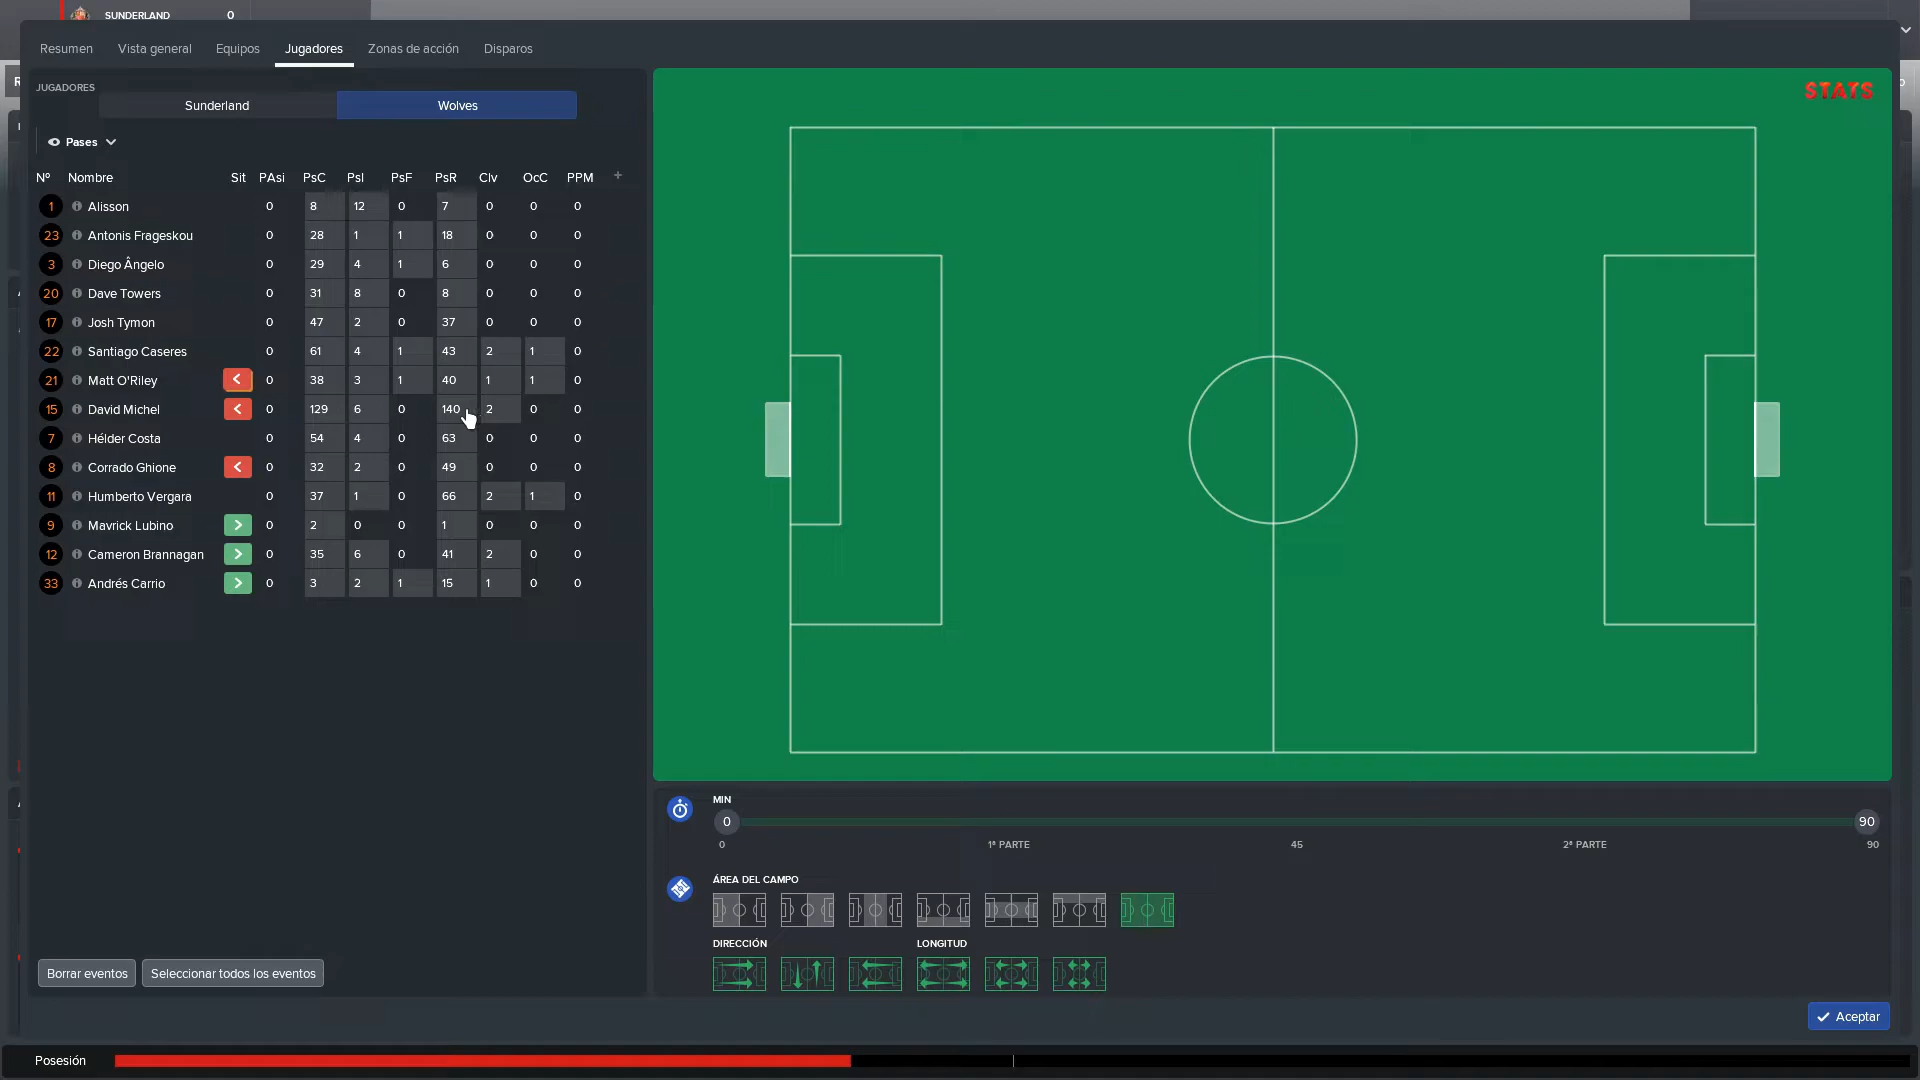 SUNDERLAND 0
Resumen Vista general Equipos Jugadores Zonas de acción Disparos
JUGADORES
Sunderland Wolves
Pases
Nº Nombre Sit PAsi PsC PsI PsF PsR Clv OcC PPM +
1 Alisson 0 8 12 0 7 0 0 0
23 Antonis Frageskou 0 28 1 1 18 0 0 0
3 Diego Ângelo 0 29 4 1 6 0 0 0
20 Dave Towers 0 31 8 0 8 0 0 0
17 Josh Tymon 0 47 2 0 37 0 0 0
22 Santiago Caseres 0 61 4 1 43 2 1 0
21 Matt O'Riley 0 38 3 1 40 1 1 0
15 David Michel 0 129 6 0 140 2 0 0
7 Hélder Costa 0 54 4 0 63 0 0 0
8 Corrado Ghione 0 32 2 0 49 0 0 0
11 Humberto Vergara 0 37 1 0 66 2 1 0
9 Mavrick Lubino 0 2 0 0 1 0 0 0
12 Cameron Brannagan 0 35 6 0 41 2 0 0
33 Andrés Carrio 0 3 2 1 15 1 0 0
STATS
MIN
0 90
0 1ª PARTE 45 2ª PARTE 90
ÁREA DEL CAMPO
DIRECCIÓN LONGITUD
Borrar eventos Seleccionar todos los eventos
Aceptar
Posesión